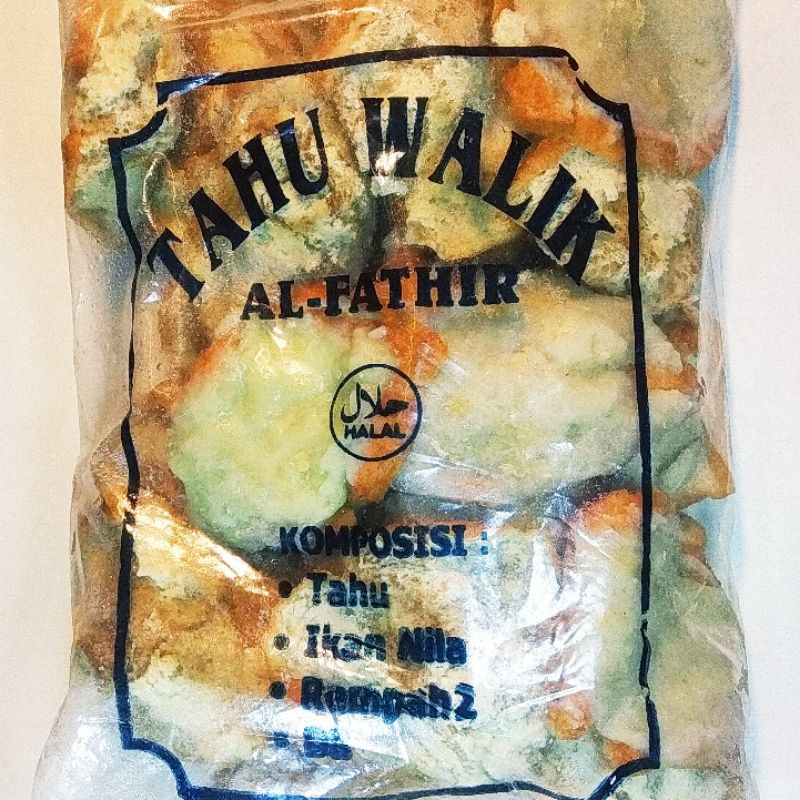 TAHU WALIK
AL-FATHIR
حلال
HALAL
KOMPOSISI :
• Tahu
• Ikan Nila
• Rempah2